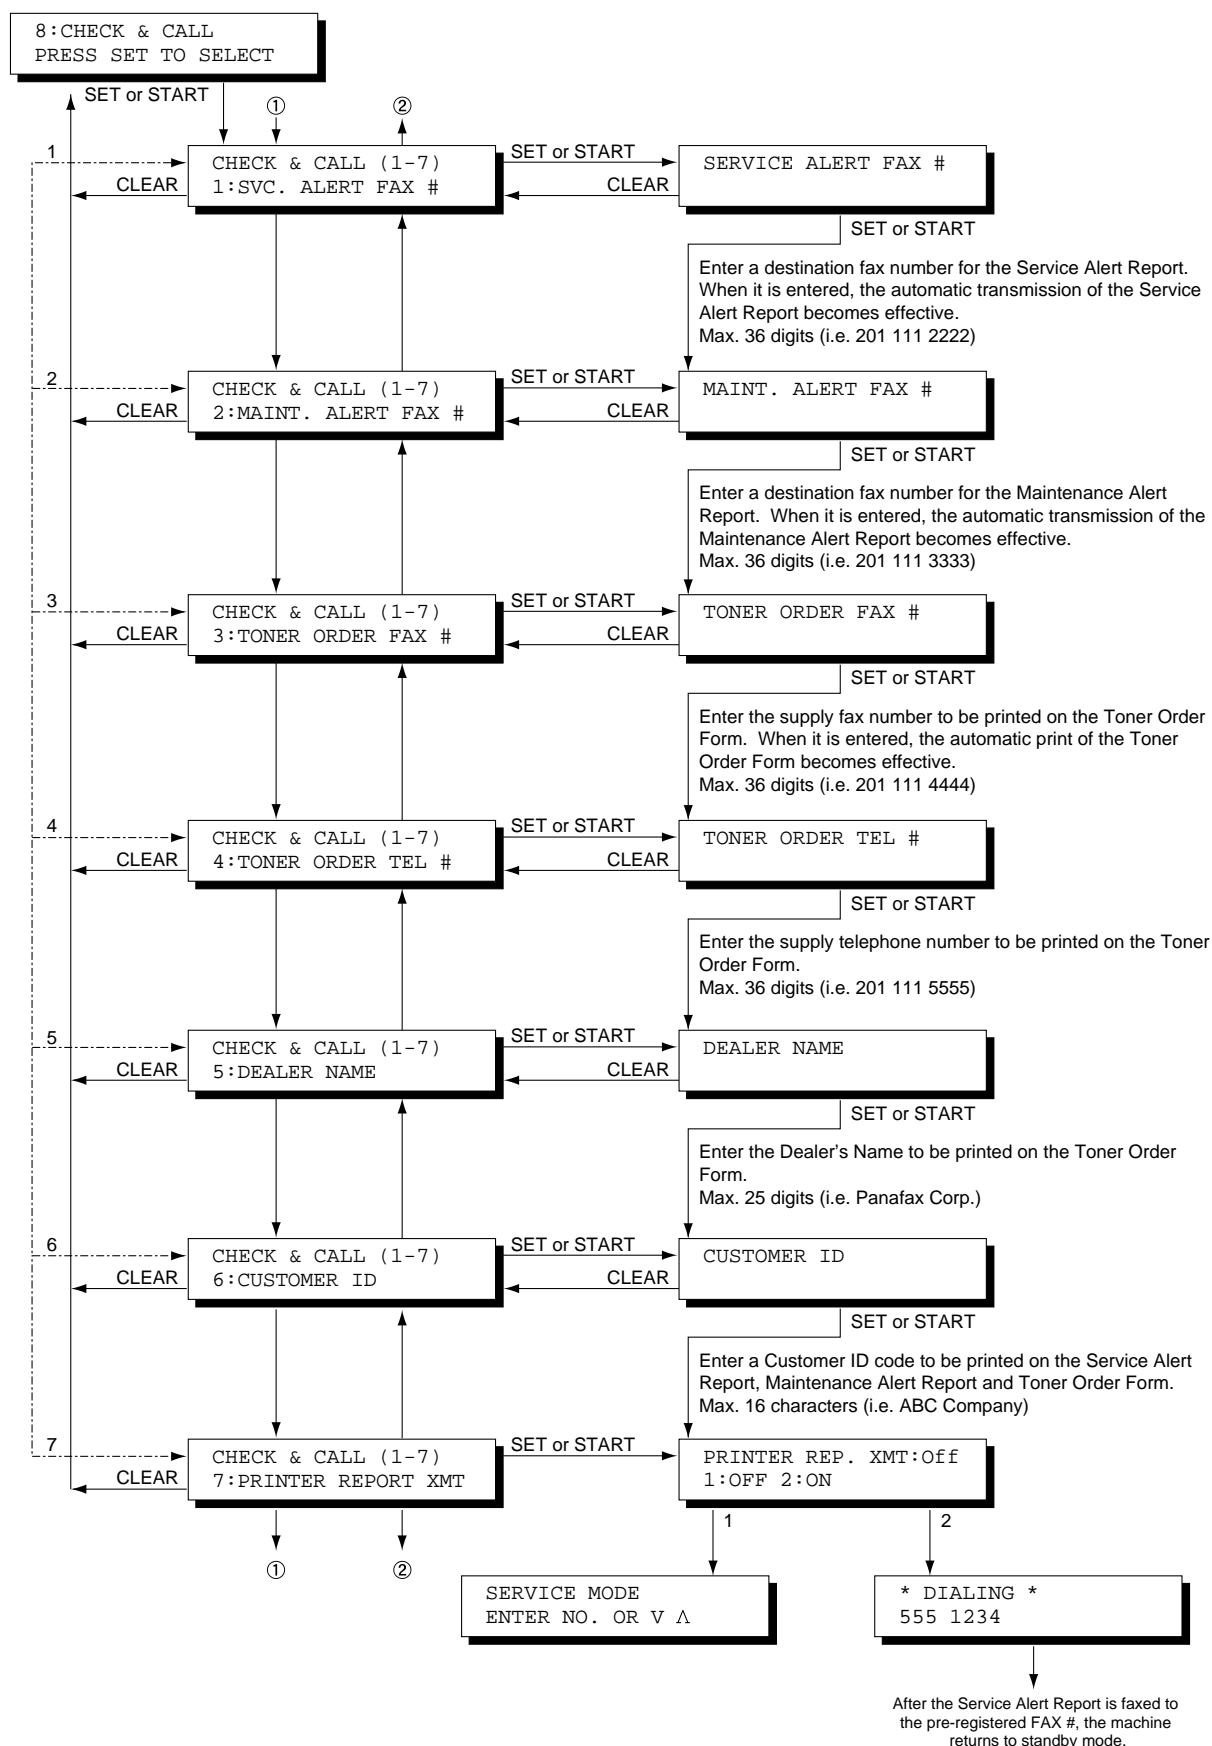 8:CHECK & CALL
PRESS SET TO SELECT
SET or START
①
②
1
CHECK & CALL (1-7)
1:SVC. ALERT FAX #
SET or START
CLEAR
CLEAR
SERVICE ALERT FAX #
SET or START
Enter a destination fax number for the Service Alert Report.
When it is entered, the automatic transmission of the Service
Alert Report becomes effective.
Max. 36 digits (i.e. 201 111 2222)
2
CHECK & CALL (1-7)
2:MAINT. ALERT FAX #
SET or START
CLEAR
CLEAR
MAINT. ALERT FAX #
SET or START
Enter a destination fax number for the Maintenance Alert
Report.  When it is entered, the automatic transmission of the
Maintenance Alert Report becomes effective.
Max. 36 digits (i.e. 201 111 3333)
3
CHECK & CALL (1-7)
3:TONER ORDER FAX #
SET or START
CLEAR
CLEAR
TONER ORDER FAX #
SET or START
Enter the supply fax number to be printed on the Toner Order
Form.  When it is entered, the automatic print of the Toner
Order Form becomes effective.
Max. 36 digits (i.e. 201 111 4444)
4
CHECK & CALL (1-7)
4:TONER ORDER TEL #
SET or START
CLEAR
CLEAR
TONER ORDER TEL #
SET or START
Enter the supply telephone number to be printed on the Toner
Order Form.
Max. 36 digits (i.e. 201 111 5555)
5
CHECK & CALL (1-7)
5:DEALER NAME
SET or START
CLEAR
CLEAR
DEALER NAME
SET or START
Enter the Dealer's Name to be printed on the Toner Order
Form.
Max. 25 digits (i.e. Panafax Corp.)
6
CHECK & CALL (1-7)
6:CUSTOMER ID
SET or START
CLEAR
CLEAR
CUSTOMER ID
SET or START
Enter a Customer ID code to be printed on the Service Alert
Report, Maintenance Alert Report and Toner Order Form.
Max. 16 characters (i.e. ABC Company)
7
CHECK & CALL (1-7)
7:PRINTER REPORT XMT
SET or START
CLEAR
PRINTER REP. XMT:Off
1:OFF 2:ON
1
2
①
②
SERVICE MODE
ENTER NO. OR V Λ
* DIALING *
555 1234
After the Service Alert Report is faxed to
the pre-registered FAX #, the machine
returns to standby mode.